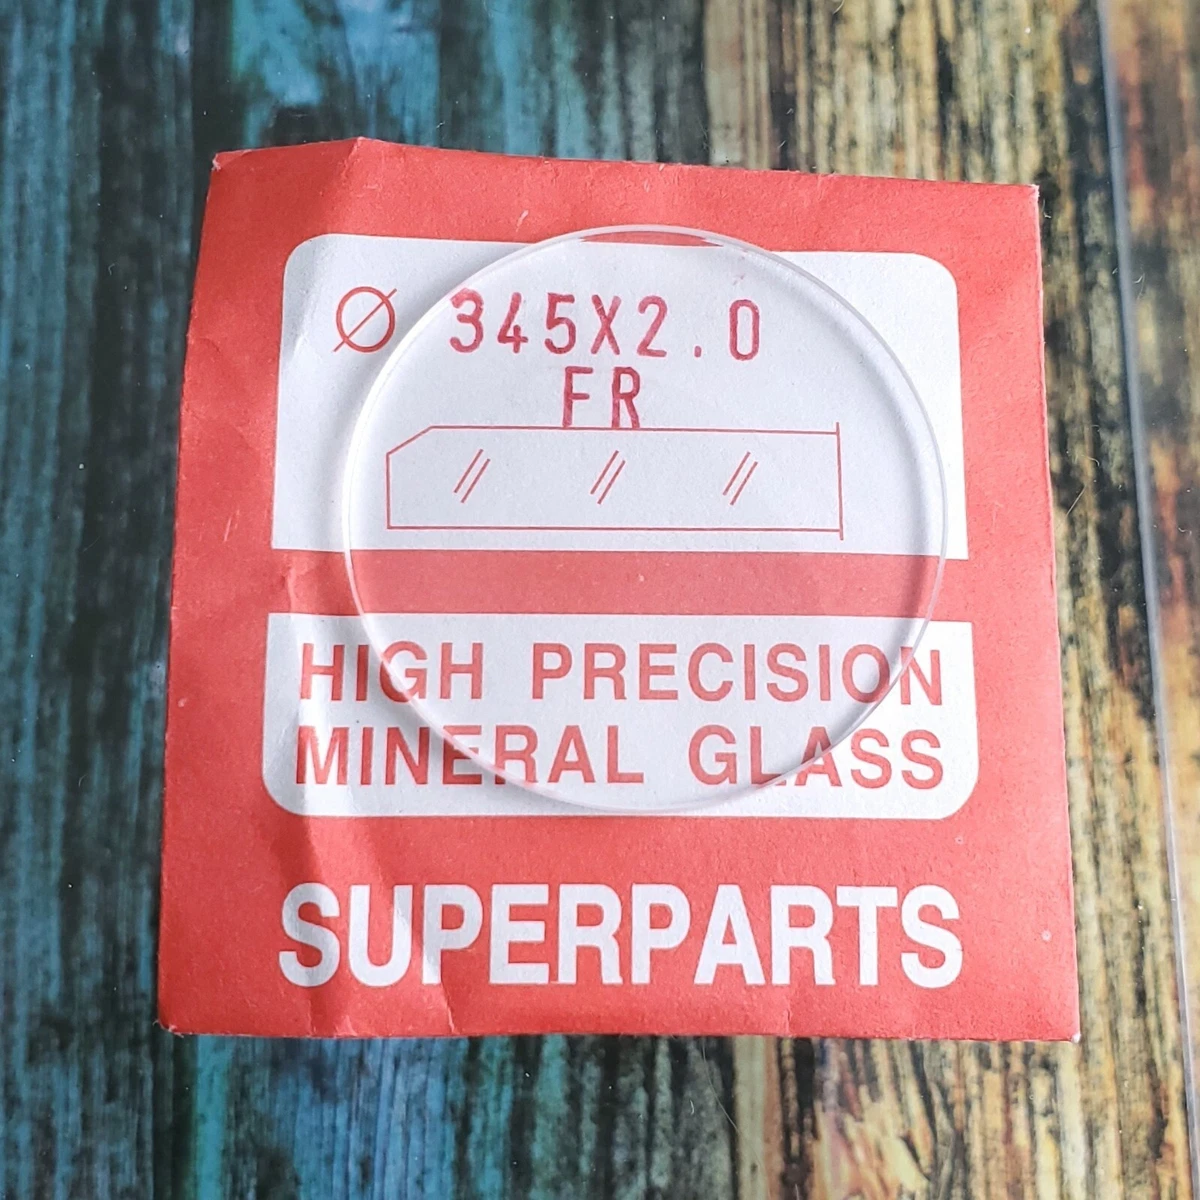 Ø 345X2.0
FR
HIGH PRECISION
MINERAL GLASS
SUPERPARTS